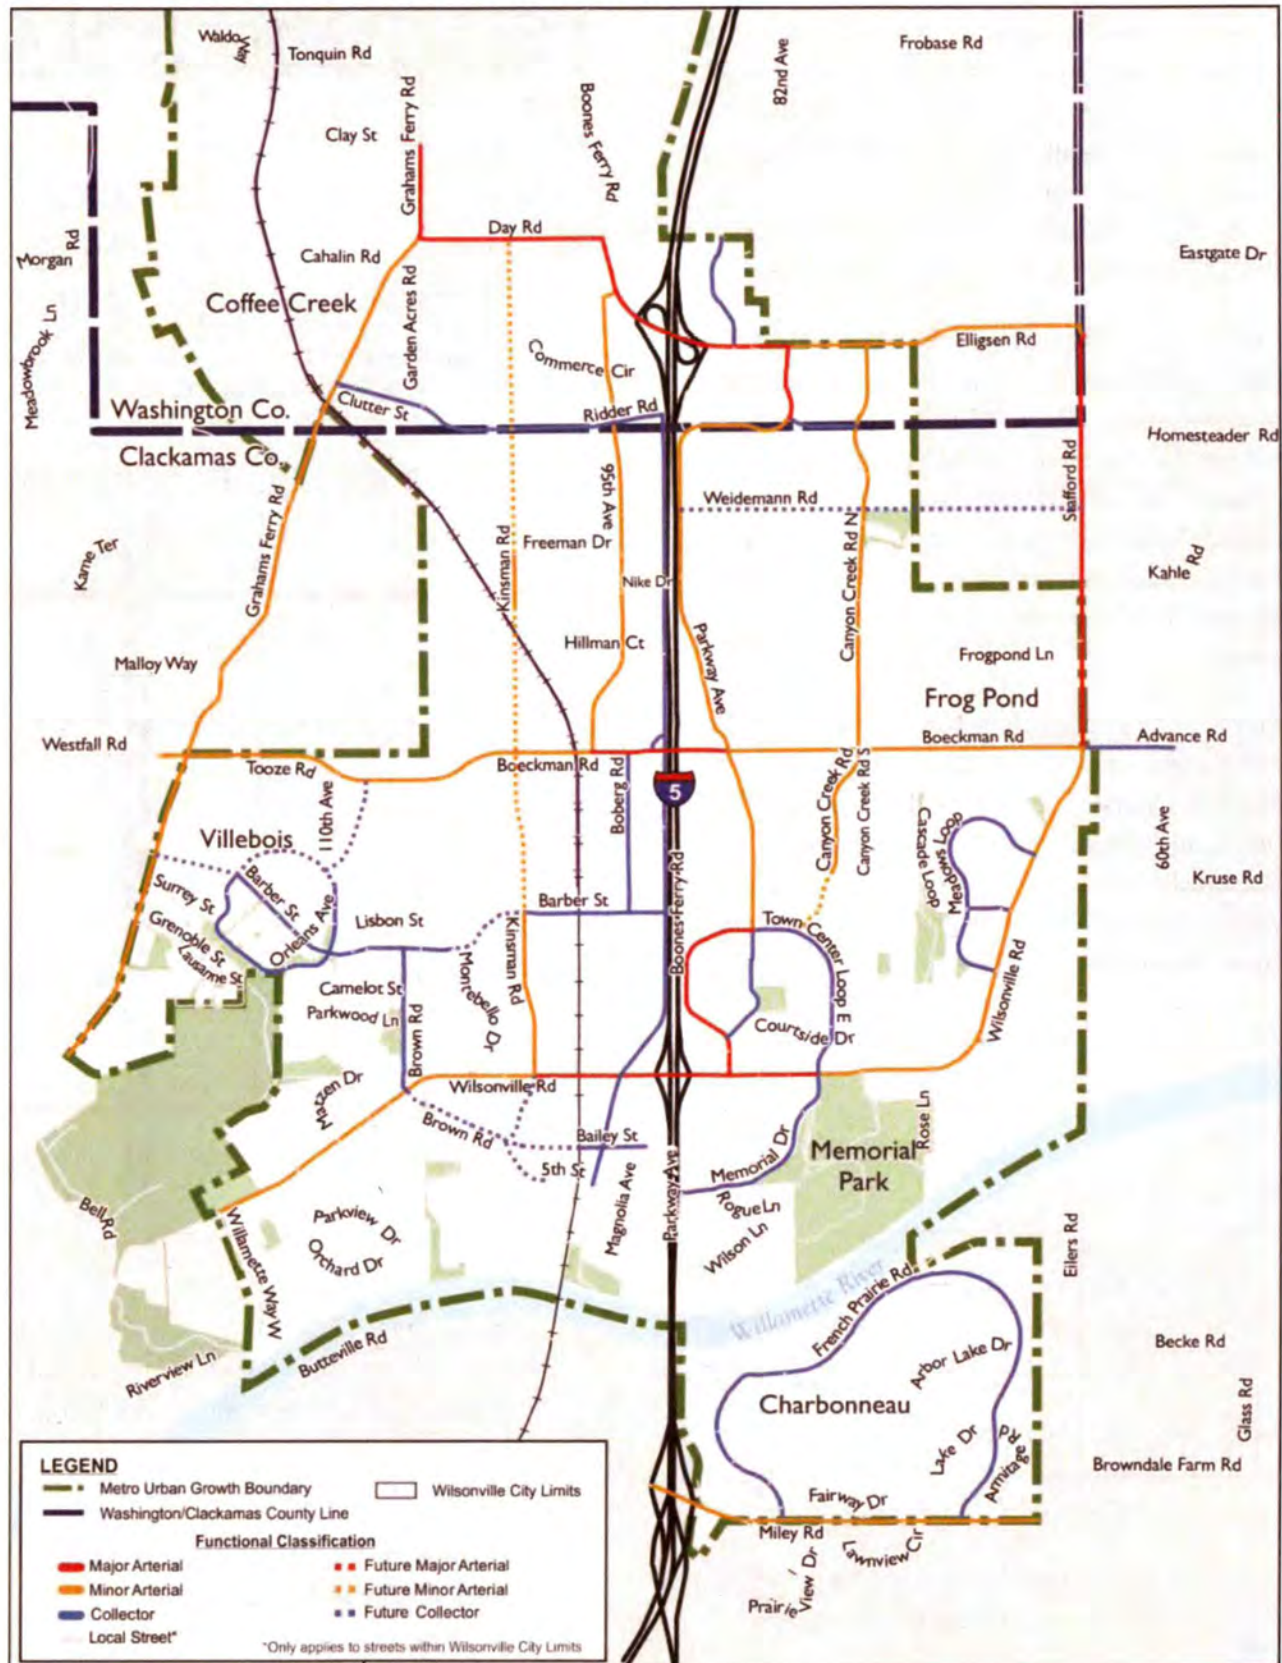 Waldo Way
Tonquin Rd
Frobase Rd
82nd Ave
Grahams Ferry Rd
Boones Ferry Rd
Clay St
Day Rd
Morgan Rd
Cahalin Rd
Eastgate Dr
Coffee Creek
Garden Acres Rd
Meadowbrook Ln
Commerce Cir
Elligsen Rd
Clutter St
Ridder Rd
Washington Co.
Clackamas Co.
Homesteader Rd
Stafford Rd
95th Ave
Weidemann Rd
Grahams Ferry Rd
Kinsman Rd
Freeman Dr
Canyon Creek Rd N
Kame Ter
Nike Dr
Kahle Rd
Hillman Ct
Parkway Ave
Malloy Way
Frogpond Ln
Frog Pond
Westfall Rd
Boeckman Rd
Advance Rd
Tooze Rd
Boeckman Rd
110th Ave
Boberg Rd
5
Canyon Creek Rd
Canyon Creek Rd S
Villebois
Cascade Loop
Meadows Loop
60th Ave
Kruse Rd
Surrey St
Barber St
Boones Ferry Rd
Grenoble St
Orleans Ave
Lisbon St
Barber St
Town Center Loop E
Lausanne St
Kinsman Rd
Camelot St
Montebello Dr
Wilsonville Rd
Parkwood Ln
Brown Rd
Courtside Dr
Matzen Dr
Wilsonville Rd
Rose Ln
Brown Rd
Bailey St
Memorial Dr
Memorial
Park
5th St
Parkway Ave
Magnolia Ave
Bell Rd
Rogue Ln
Parkview Dr
Wilson Ln
Orchard Dr
Eilers Rd
Willamette Way W
Willamette River
French Prairie Rd
Butteville Rd
Becke Rd
Riverview Ln
Arbor Lake Dr
Charbonneau
Glass Rd
Lake Dr
Armitage Rd
Browndale Farm Rd
Fairway Dr
Miley Rd
Lawnview Cir
Prairie View Dr
LEGEND
Metro Urban Growth Boundary
Wilsonville City Limits
Washington/Clackamas County Line
Functional Classification
Major Arterial
Future Major Arterial
Minor Arterial
Future Minor Arterial
Collector
Future Collector
Local Street*
*Only applies to streets within Wilsonville City Limits